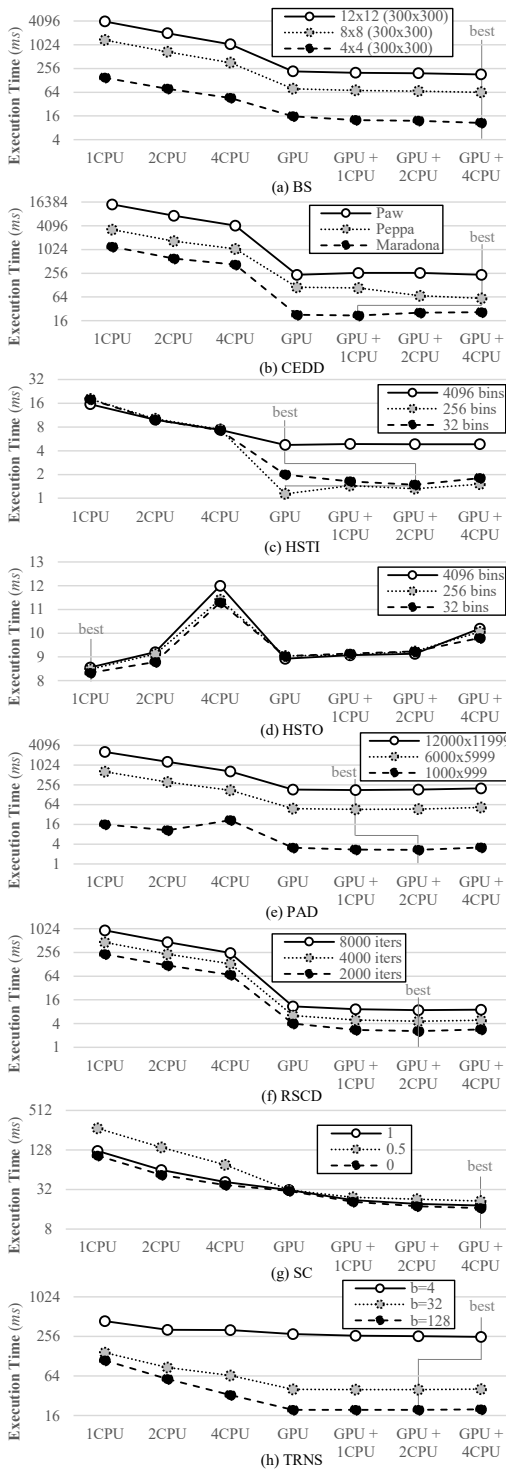 Execution Time (ms)
4096
1024
256
64
16
4
12x12 (300x300)
8x8 (300x300)
4x4 (300x300)
best
1CPU 2CPU 4CPU GPU GPU + 1CPU GPU + 2CPU GPU + 4CPU
(a) BS
Execution Time (ms)
16384
4096
1024
256
64
16
Paw
Peppa
Maradona
best
1CPU 2CPU 4CPU GPU GPU + 1CPU GPU + 2CPU GPU + 4CPU
(b) CEDD
Execution Time (ms)
32
16
8
4
2
1
best
4096 bins
256 bins
32 bins
1CPU 2CPU 4CPU GPU GPU + 1CPU GPU + 2CPU GPU + 4CPU
(c) HSTI
Execution Time (ms)
13
12
11
10
9
8
best
4096 bins
256 bins
32 bins
1CPU 2CPU 4CPU GPU GPU + 1CPU GPU + 2CPU GPU + 4CPU
(d) HSTO
Execution Time (ms)
4096
1024
256
64
16
4
1
12000x11999
6000x5999
1000x999
best
1CPU 2CPU 4CPU GPU GPU + 1CPU GPU + 2CPU GPU + 4CPU
(e) PAD
Execution Time (ms)
1024
256
64
16
4
1
8000 iters
4000 iters
2000 iters
best
1CPU 2CPU 4CPU GPU GPU + 1CPU GPU + 2CPU GPU + 4CPU
(f) RSCD
Execution Time (ms)
512
128
32
8
1
0.5
0
best
1CPU 2CPU 4CPU GPU GPU + 1CPU GPU + 2CPU GPU + 4CPU
(g) SC
Execution Time (ms)
1024
256
64
16
b=4
b=32
b=128
best
1CPU 2CPU 4CPU GPU GPU + 1CPU GPU + 2CPU GPU + 4CPU
(h) TRNS